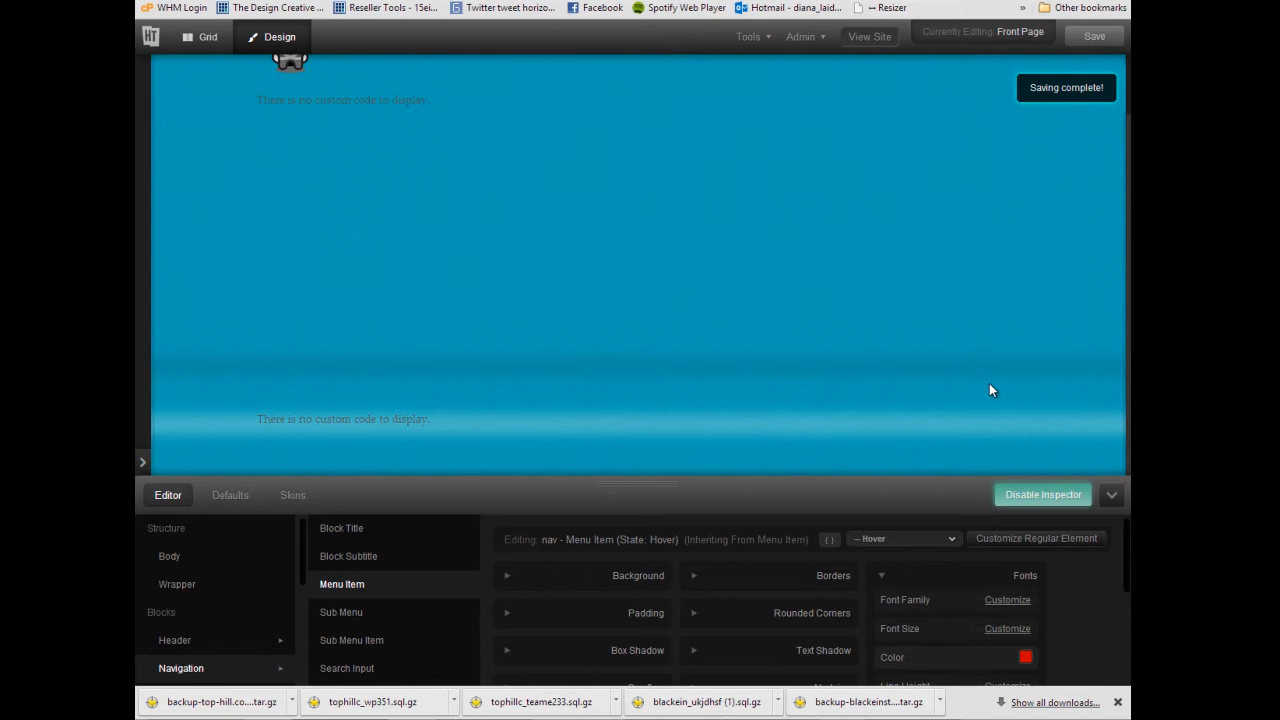 WHM Login The Design Creative ... Reseller Tools - 15ei... Twitter tweet horizo... Facebook Spotify Web Player Hotmail - diana_laid... ↔ Resizer » Other bookmarks
HT Grid Design Tools Admin View Site Currently Editing: Front Page Save
There is no custom code to display.
Saving complete!
There is no custom code to display.
Editor Defaults Skins Disable Inspector
Structure
Body
Wrapper
Blocks
Header
Navigation
Block Title
Block Subtitle
Menu Item
Sub Menu
Sub Menu Item
Search Input
Editing: nav - Menu Item (State: Hover) (Inheriting From Menu Item) { } -- Hover Customize Regular Element
Background Borders Fonts
Font Family Customize
Padding Rounded Corners
Font Size Customize
Box Shadow Text Shadow
Color
backup-top-hill.co....tar.gz tophillc_wp351.sql.gz tophillc_teame233.sql.gz blackein_ukjdhsf (1).sql.gz backup-blackeinst....tar.gz Show all downloads...